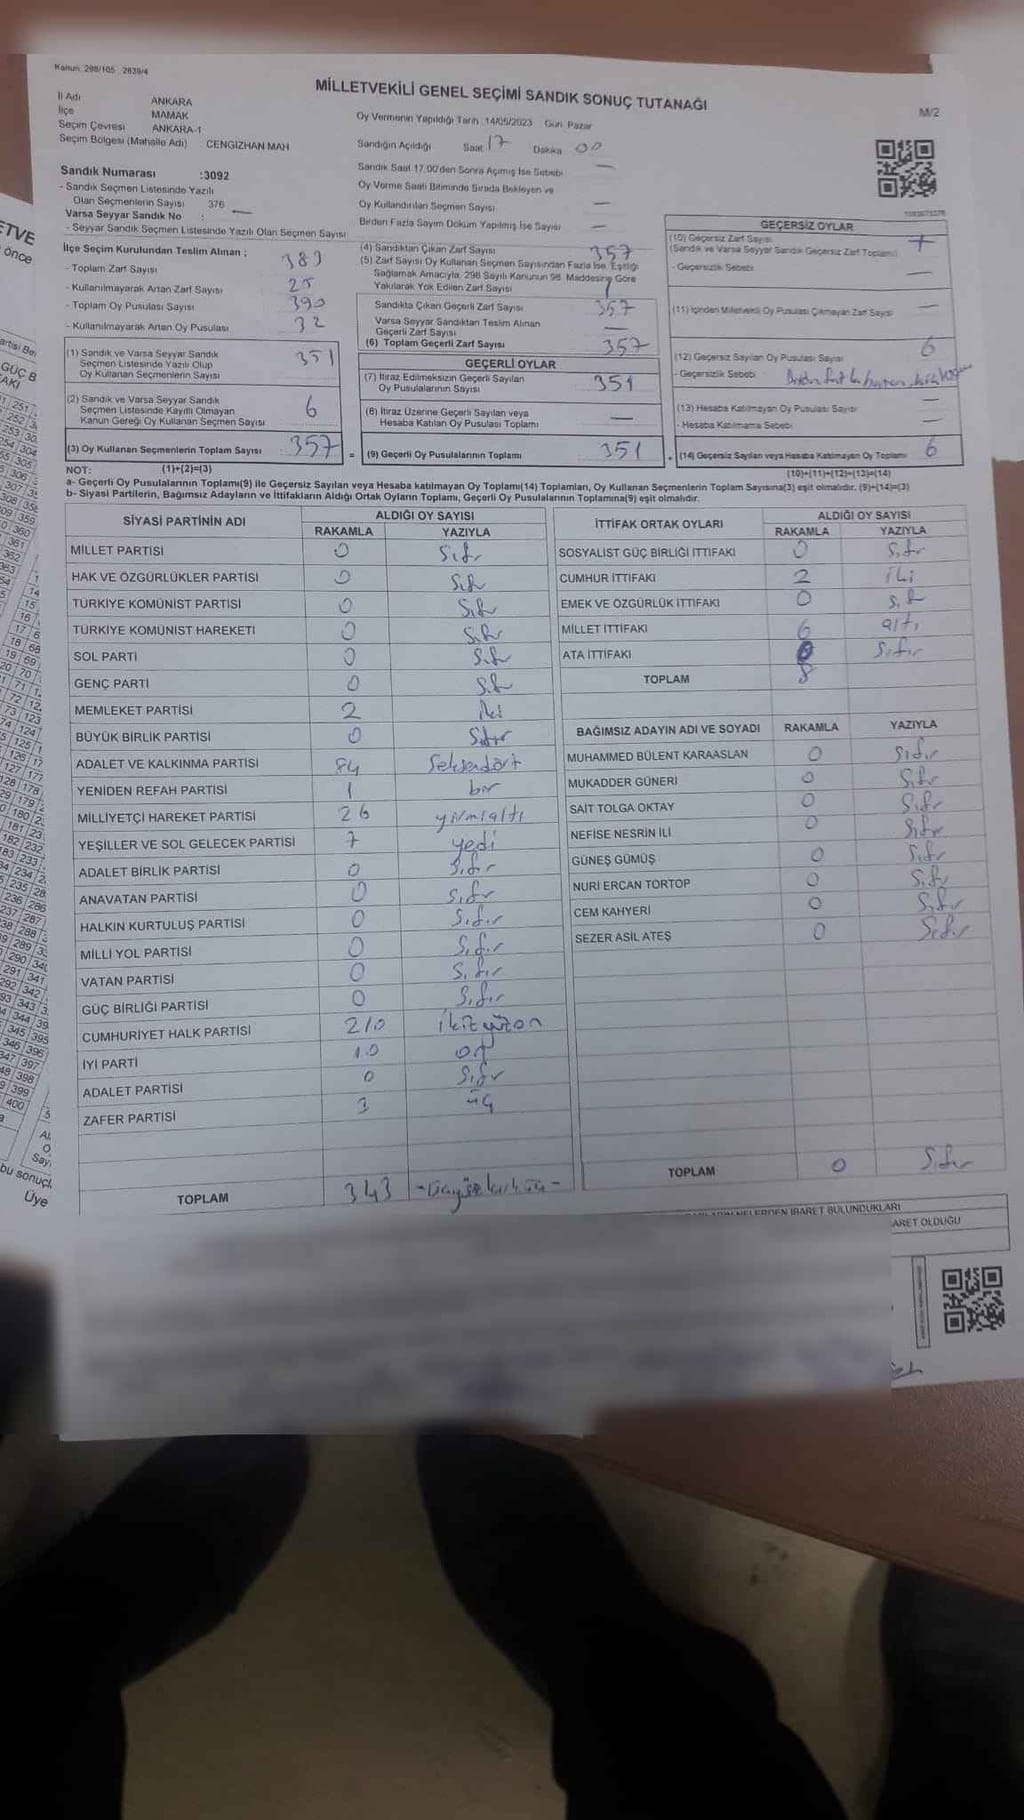 Kanun: 298/105 2839/4
MİLLETVEKİLİ GENEL SEÇİMİ SANDIK SONUÇ TUTANAĞI
M/2
İl Adı ANKARA
İlçe MAMAK
Seçim Çevresi ANKARA-1
Seçim Bölgesi (Mahalle Adı) CENGİZHAN MAH
Oy Vermenin Yapıldığı Tarih 14/05/2023 Gün: Pazar
Sandığın Açıldığı Saat 17 Dakika 00
Sandık Saat 17.00'den Sonra Açılmış İse Sebebi —
Oy Verme Saati Bitiminde Sırada Bekleyen ve
Oy Kullandırılan Seçmen Sayısı —
Birden Fazla Sayım Döküm Yapılmış İse Sayısı —
Sandık Numarası :3092
- Sandık Seçmen Listesinde Yazılı
Olan Seçmenlerin Sayısı 376
Varsa Seyyar Sandık No : —
- Seyyar Sandık Seçmen Listesinde Yazılı Olan Seçmen Sayısı
İlçe Seçim Kurulundan Teslim Alınan ;
- Toplam Zarf Sayısı 383
- Kullanılmayarak Artan Zarf Sayısı 25
- Toplam Oy Pusulası Sayısı 390
- Kullanılmayarak Artan Oy Pusulası 32
(1) Sandık ve Varsa Seyyar Sandık
Seçmen Listesinde Yazılı Olup
Oy Kullanan Seçmenlerin Sayısı 351
(2) Sandık ve Varsa Seyyar Sandık
Seçmen Listesinde Kayıtlı Olmayan
Kanun Gereği Oy Kullanan Seçmen Sayısı 6
(3) Oy Kullanan Seçmenlerin Toplam Sayısı 357
(1)+(2)=(3)
(4) Sandıktan Çıkan Zarf Sayısı 357
(5) Zarf Sayısı Oy Kullanan Seçmen Sayısından Fazla İse, Eşitliği
Sağlamak Amacıyla, 298 Sayılı Kanunun 98. Maddesine Göre
Yakılarak Yok Edilen Zarf Sayısı
Sandıkta Çıkan Geçerli Zarf Sayısı 357
Varsa Seyyar Sandıktan Teslim Alınan
Geçerli Zarf Sayısı —
(6) Toplam Geçerli Zarf Sayısı 357
GEÇERLİ OYLAR
(7) İtiraz Edilmeksizin Geçerli Sayılan
Oy Pusulalarının Sayısı 351
(8) İtiraz Üzerine Geçerli Sayılan veya
Hesaba Katılan Oy Pusulası Toplamı —
= (9) Geçerli Oy Pusulalarının Toplamı 351
GEÇERSİZ OYLAR
(10) Geçersiz Zarf Sayısı
(Sandık ve Varsa Seyyar Sandık Geçersiz Zarf Toplamı)
- Geçersizlik Sebebi —
(11) İçinden Milletvekili Oy Pusulası Çıkmayan Zarf Sayısı —
(12) Geçersiz Sayılan Oy Pusulası Sayısı 6
- Geçersizlik Sebebi
(13) Hesaba Katılmayan Oy Pusulası Sayısı —
- Hesaba Katılmama Sebebi —
+ (14) Geçersiz Sayılan veya Hesaba Katılmayan Oy Toplamı 6
(10)+(11)+(12)+(13)=(14)
NOT:
a- Geçerli Oy Pusulalarının Toplamı(9) ile Geçersiz Sayılan veya Hesaba katılmayan Oy Toplamı(14) Toplamları, Oy Kullanan Seçmenlerin Toplam Sayısına(3) eşit olmalıdır. (9)+(14)=(3)
b- Siyasi Partilerin, Bağımsız Adayların ve İttifakların Aldığı Ortak Oyların Toplamı, Geçerli Oy Pusulalarının Toplamına(9) eşit olmalıdır.
SİYASİ PARTİNİN ADI ALDIĞI OY SAYISI
RAKAMLA YAZIYLA
MİLLET PARTİSİ 0 Sıfır
HAK VE ÖZGÜRLÜKLER PARTİSİ 0 Sıfır
TÜRKİYE KOMÜNİST PARTİSİ 0 Sıfır
TÜRKİYE KOMÜNİST HAREKETİ 0 Sıfır
SOL PARTİ 0 Sıfır
GENÇ PARTİ 0 Sıfır
MEMLEKET PARTİSİ 2 iki
BÜYÜK BİRLİK PARTİSİ 0 Sıfır
ADALET VE KALKINMA PARTİSİ 84 Seksendört
YENİDEN REFAH PARTİSİ 1 bir
MİLLİYETÇİ HAREKET PARTİSİ 26 yirmialtı
YEŞİLLER VE SOL GELECEK PARTİSİ 7 yedi
ADALET BİRLİK PARTİSİ 0 Sıfır
ANAVATAN PARTİSİ 0 Sıfır
HALKIN KURTULUŞ PARTİSİ 0 Sıfır
MİLLİ YOL PARTİSİ 0 Sıfır
VATAN PARTİSİ 0 Sıfır
GÜÇ BİRLİĞİ PARTİSİ 0 Sıfır
CUMHURİYET HALK PARTİSİ 210 ikiyüzon
İYİ PARTİ 10 on
ADALET PARTİSİ 0 Sıfır
ZAFER PARTİSİ 3 üç
TOPLAM 343 -üçyüzkırküç-
İTTİFAK ORTAK OYLARI ALDIĞI OY SAYISI
RAKAMLA YAZIYLA
SOSYALİST GÜÇ BİRLİĞİ İTTİFAKI 0 Sıfır
CUMHUR İTTİFAKI 2 iki
EMEK VE ÖZGÜRLÜK İTTİFAKI 0 Sıfır
MİLLET İTTİFAKI 6 altı
ATA İTTİFAKI 0 Sıfır
TOPLAM 8
BAĞIMSIZ ADAYIN ADI VE SOYADI RAKAMLA YAZIYLA
MUHAMMED BÜLENT KARAASLAN 0 Sıfır
MUKADDER GÜNERİ 0 Sıfır
SAİT TOLGA OKTAY 0 Sıfır
NEFİSE NESRİN İLİ 0 Sıfır
GÜNEŞ GÜMÜŞ 0 Sıfır
NURİ ERCAN TORTOP 0 Sıfır
CEM KAHYERİ 0 Sıfır
SEZER ASİL ATEŞ 0 Sıfır
TOPLAM 0 Sıfır
NELERDEN İBARET BULUNDUKLARI
ARET OLDUĞU
bu sonuçl
Üye